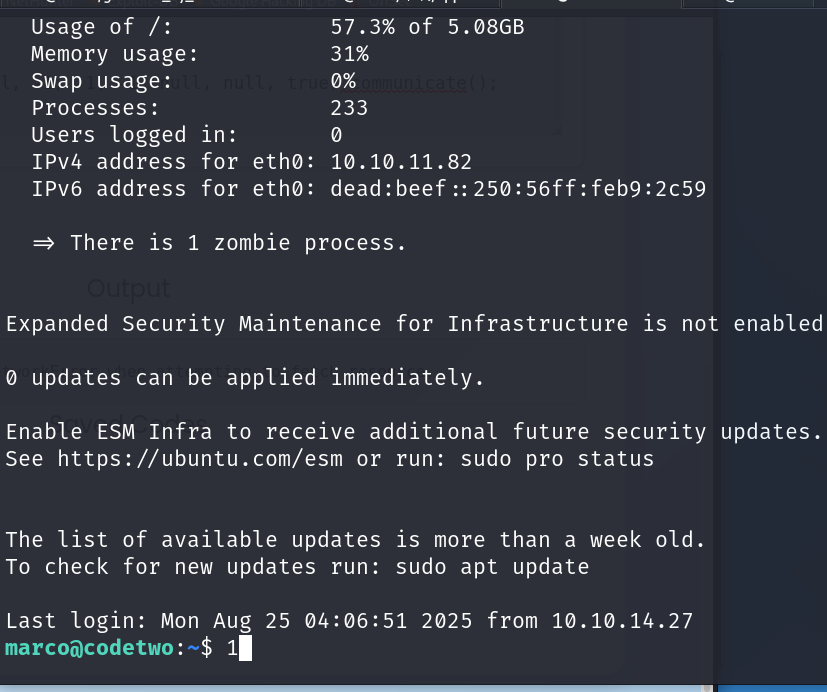 Usage of /: 57.3% of 5.08GB
Memory usage: 31%
Swap usage: 0%
Processes: 233
Users logged in: 0
IPv4 address for eth0: 10.10.11.82
IPv6 address for eth0: dead:beef::250:56ff:feb9:2c59
=> There is 1 zombie process.
Output
Expanded Security Maintenance for Infrastructure is not enabled
0 updates can be applied immediately.
Saved Codes
Enable ESM Infra to receive additional future security updates.
See https://ubuntu.com/esm or run: sudo pro status
The list of available updates is more than a week old.
To check for new updates run: sudo apt update
Last login: Mon Aug 25 04:06:51 2025 from 10.10.14.27
marco@codetwo:~$ 1